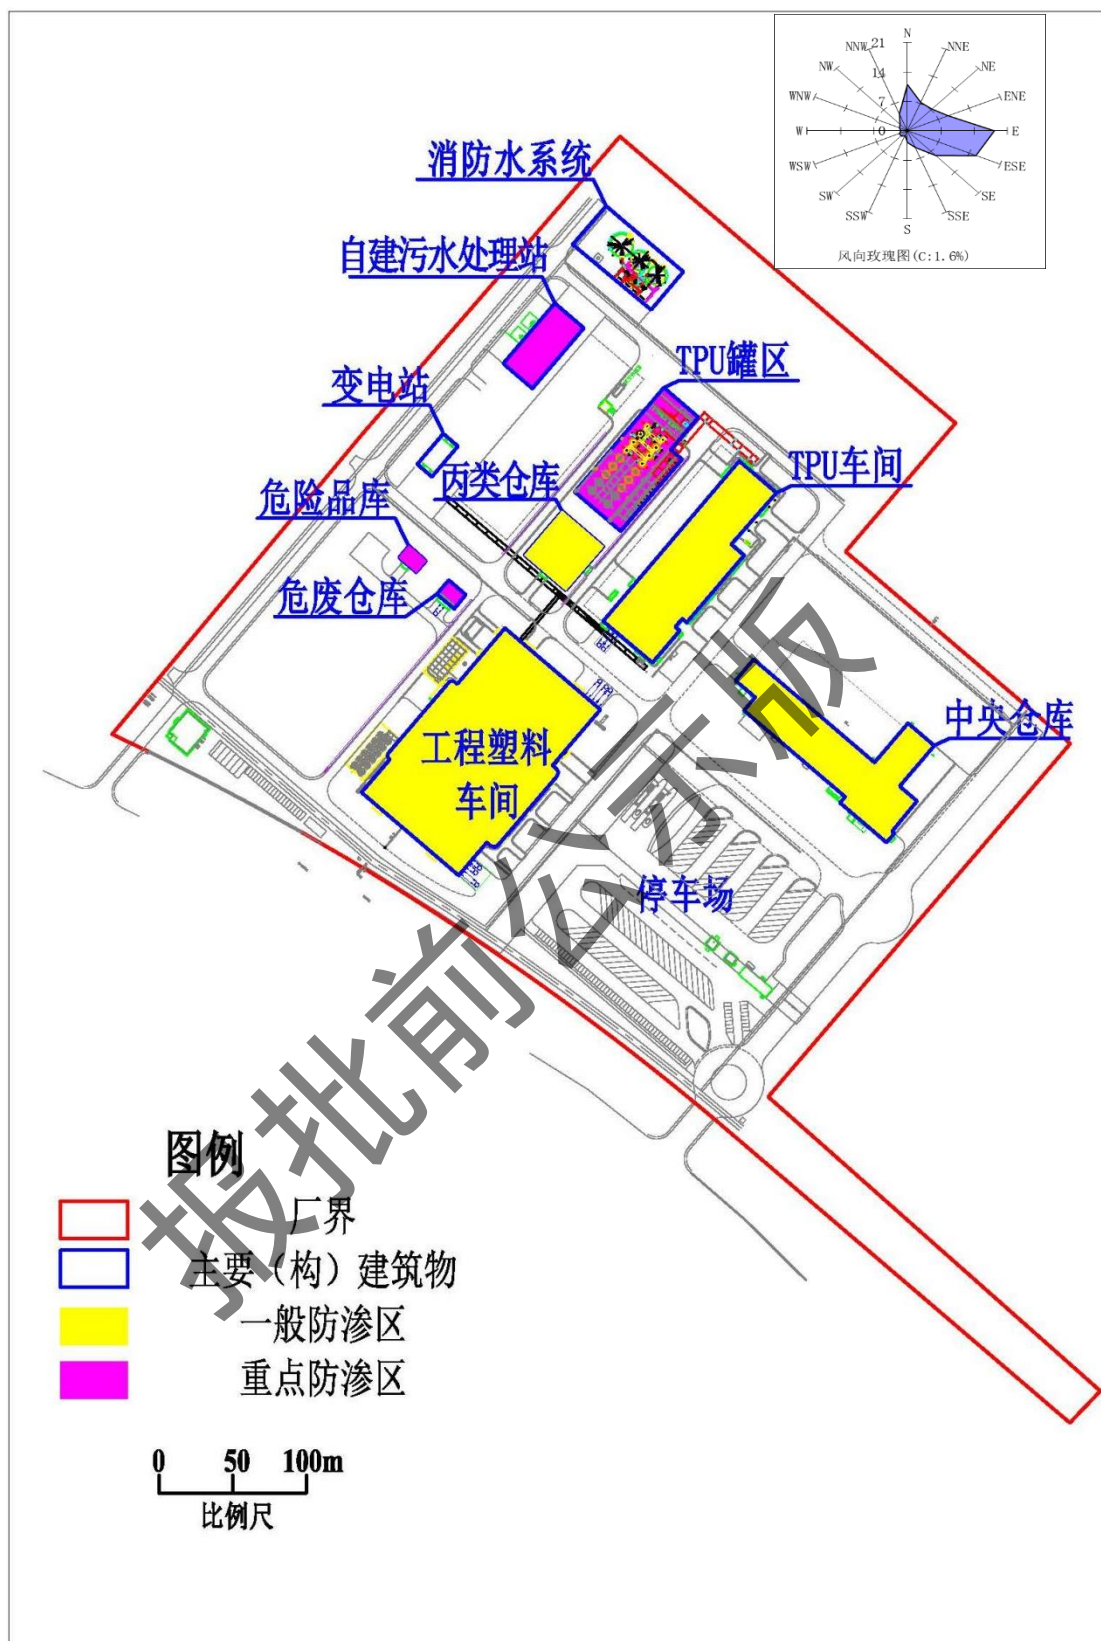 N
NNW
21
NNE
NW
14
NE
WNW
7
ENE
W
0
E
WSW
ESE
SW
SE
SSW
SSE
S
风向玫瑰图(C:1.6%)
消防水系统
自建污水处理站
TPU罐区
变电站
TPU车间
丙类仓库
危险品库
危废仓库
中央仓库
工程塑料
车间
停车场
报批前公示版
图例
厂界
主要（构）建筑物
一般防渗区
重点防渗区
0 50 100m
比例尺